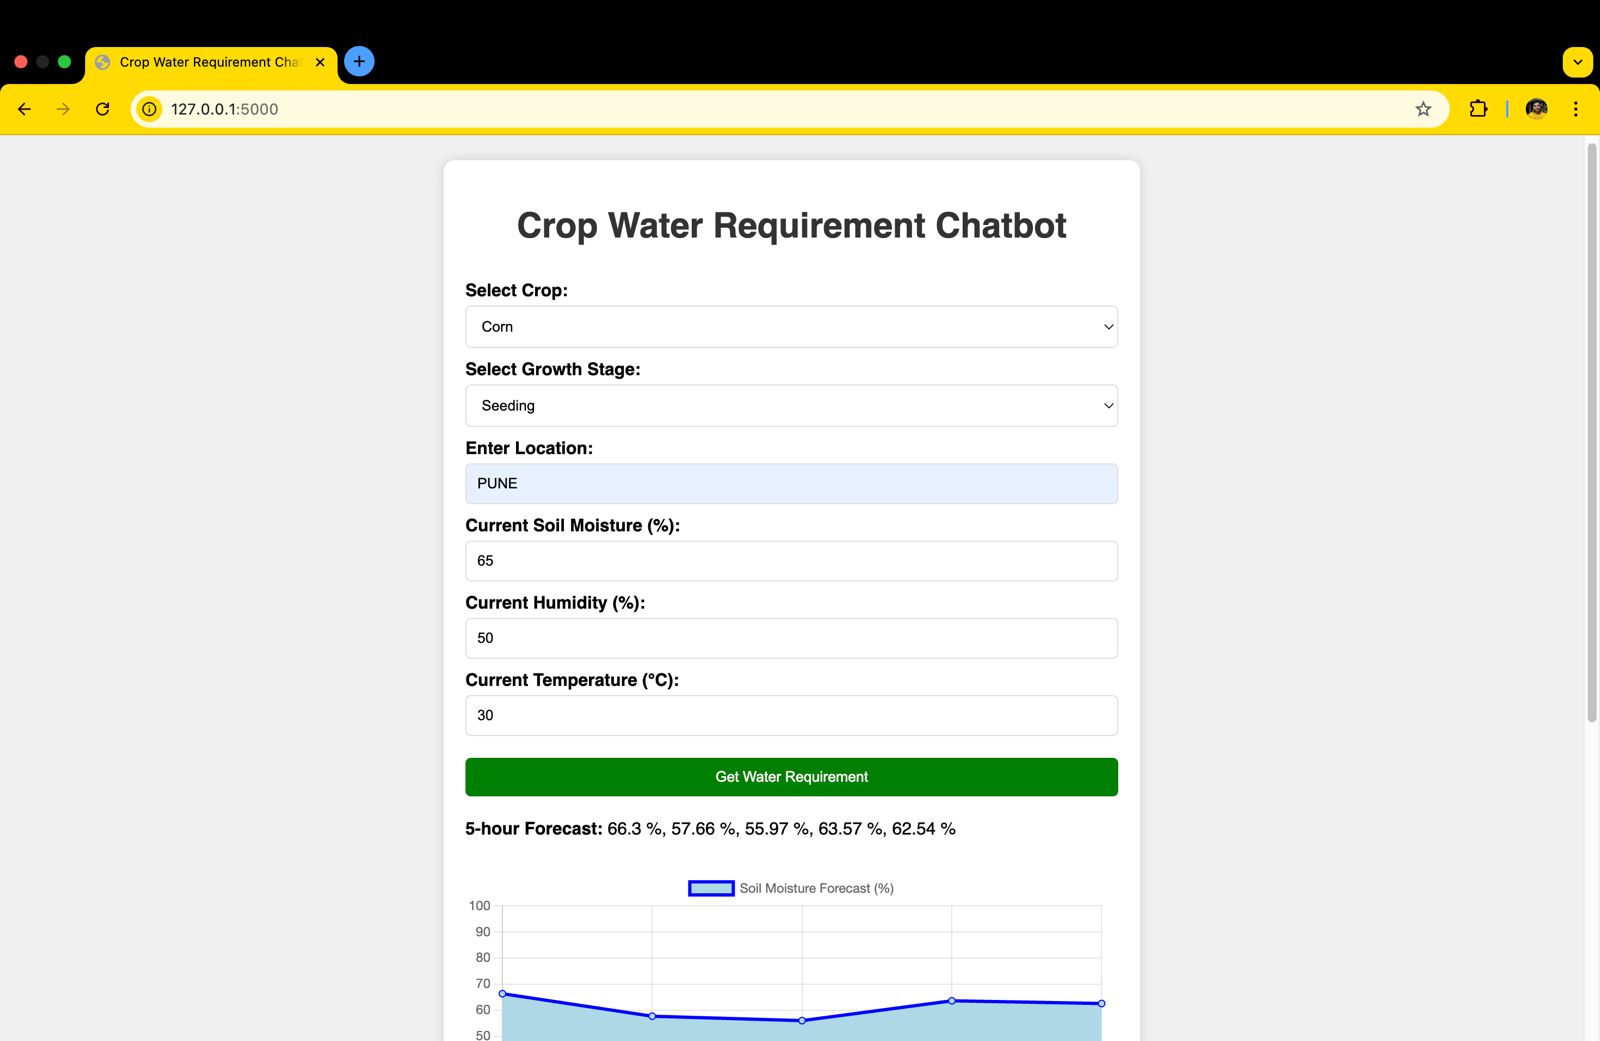 Crop Water Requirement Cha
127.0.0.1:5000
Crop Water Requirement Chatbot
Select Crop:
Corn
Select Growth Stage:
Seeding
Enter Location:
PUNE
Current Soil Moisture (%):
65
Current Humidity (%):
50
Current Temperature (°C):
30
Get Water Requirement
5-hour Forecast: 66.3 %, 57.66 %, 55.97 %, 63.57 %, 62.54 %
Soil Moisture Forecast (%)
100
90
80
70
60
50